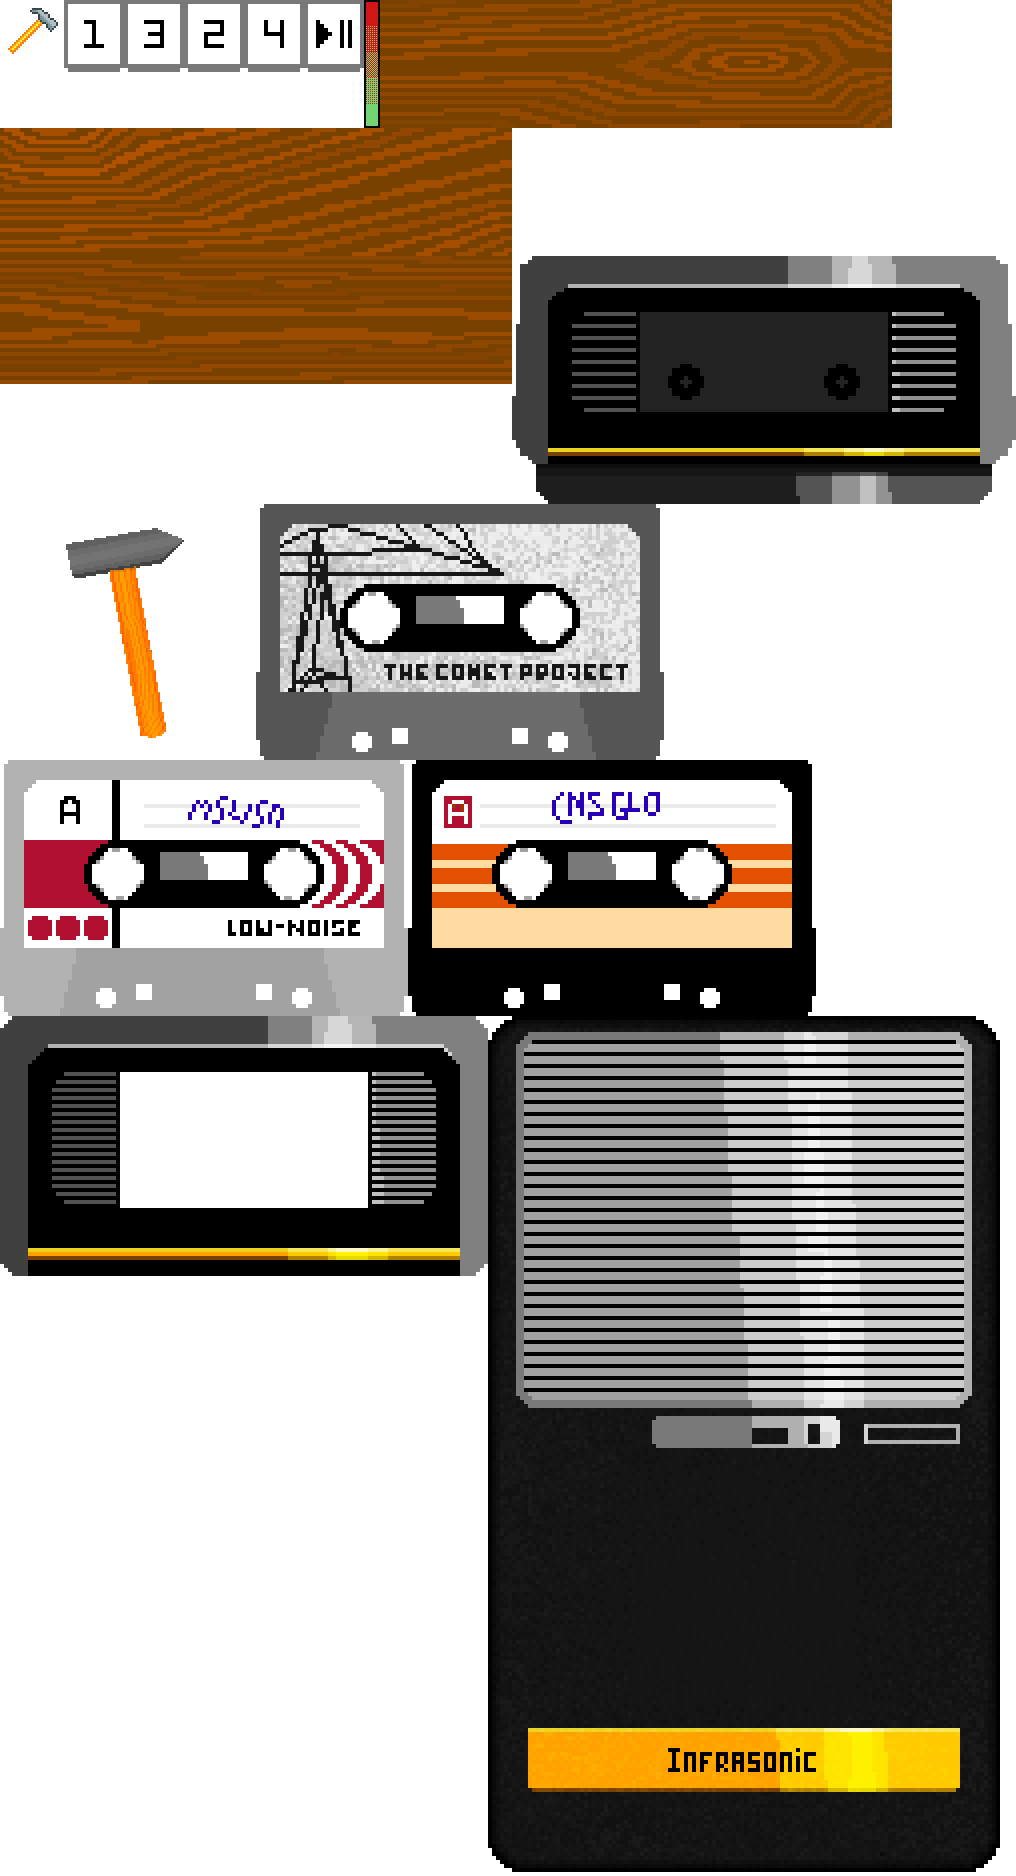 1 3 2 4
THE COMET PROJECT
A
A
LOW-NOISE
INFRASONIC